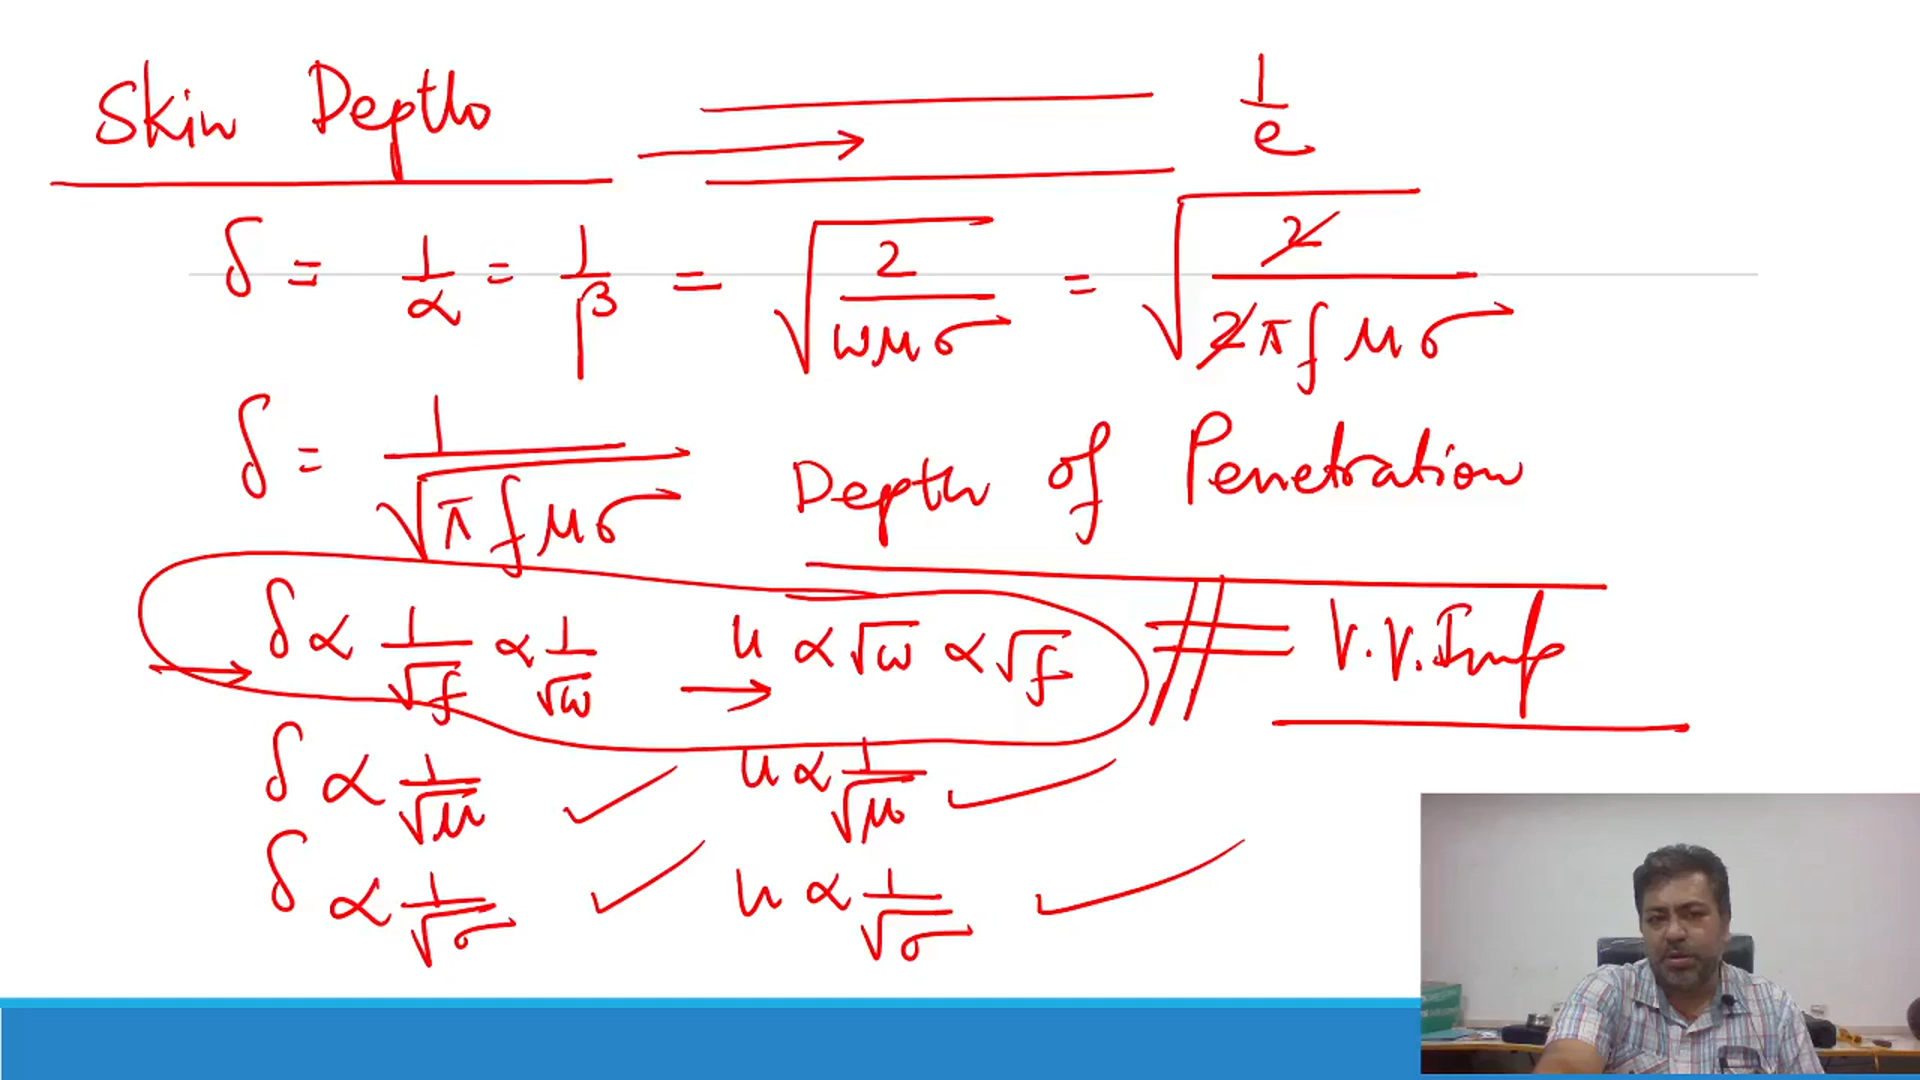 Skin Depth → 1/e
δ = 1/α = 1/β = √(2/ωμσ) = √(2/2πfμσ)
δ = 1/√(πfμσ) Depth of Penetration
δ ∝ 1/√f ∝ 1/√ω → u ∝ √ω ∝ √f V.V.Imp
δ ∝ 1/√μ ✓ u ∝ 1/√μ ✓
δ ∝ 1/√σ ✓ u ∝ 1/√σ ✓